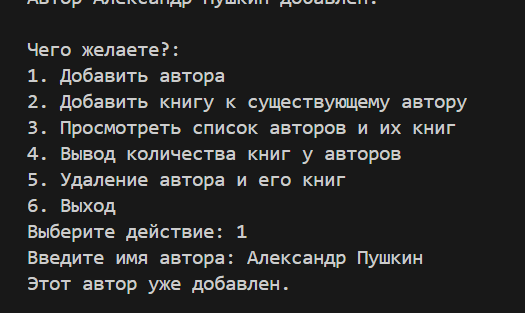 Автор Александр Пушкин добавлен.
Чего желаете?:
1. Добавить автора
2. Добавить книгу к существующему автору
3. Просмотреть список авторов и их книг
4. Вывод количества книг у авторов
5. Удаление автора и его книг
6. Выход
Выберите действие: 1
Введите имя автора: Александр Пушкин
Этот автор уже добавлен.